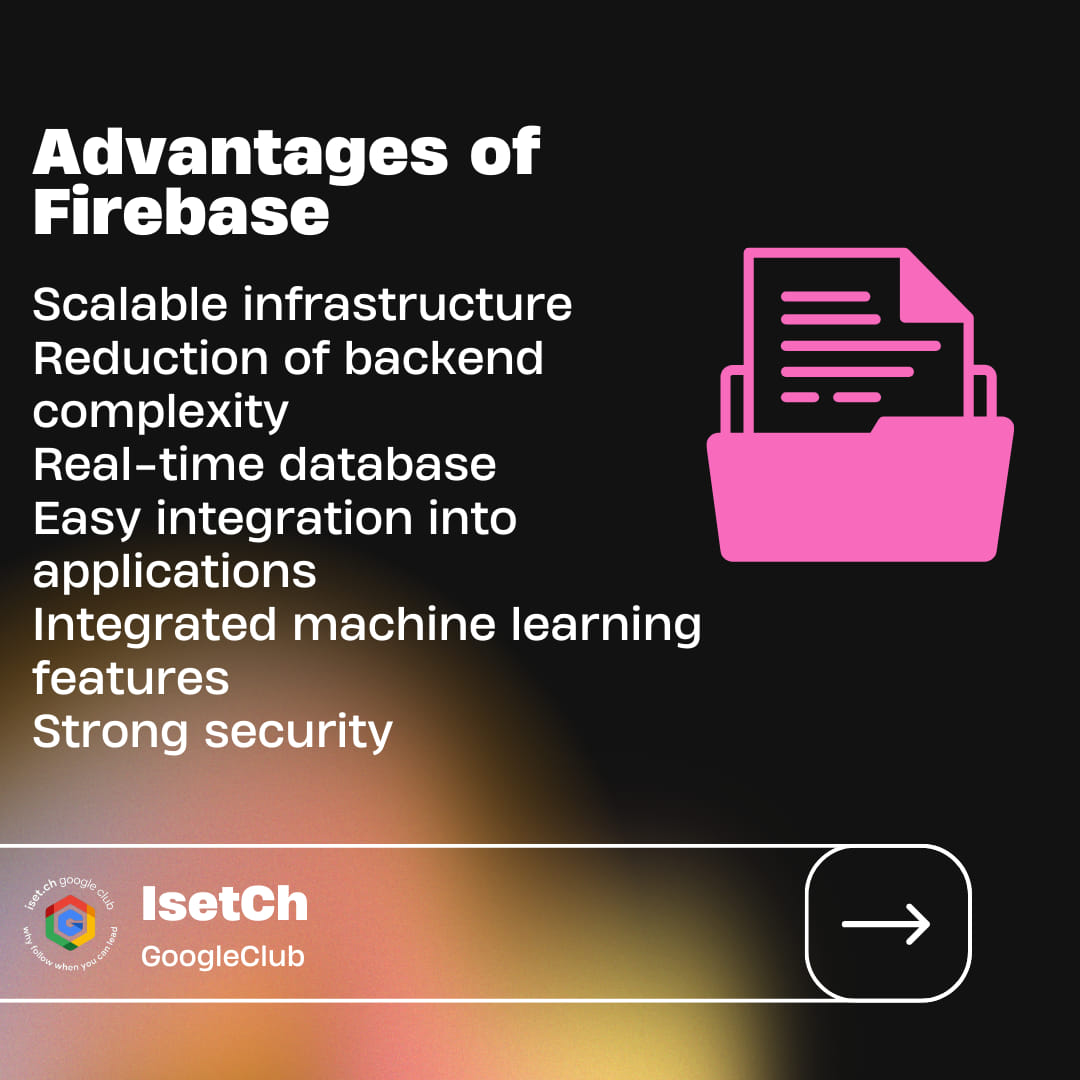 Advantages of
Firebase
Scalable infrastructure
Reduction of backend
complexity
Real-time database
Easy integration into
applications
Integrated machine learning
features
Strong security
iset.ch google club
why follow when you can lead
IsetCh
GoogleClub